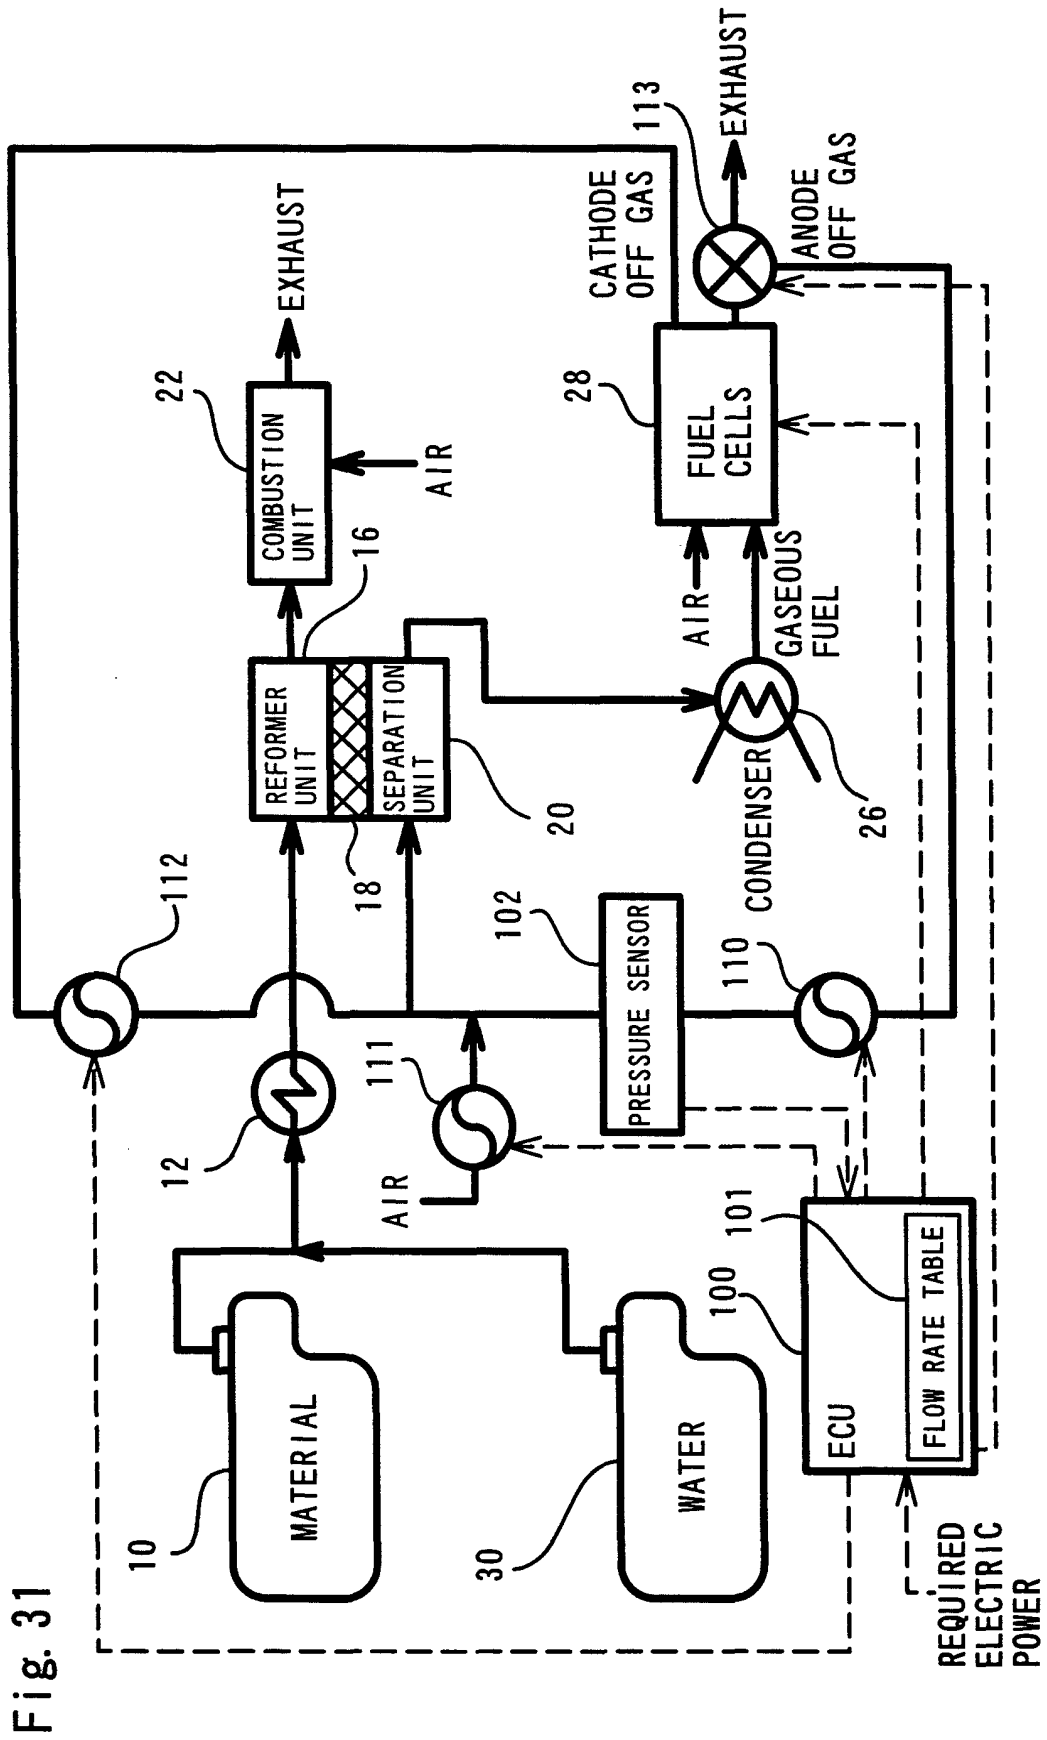 Fig. 31
10
MATERIAL
12
112
REFORMER
UNIT
18
SEPARATION
UNIT
20
16
COMBUSTION
UNIT
22
AIR
EXHAUST
30
WATER
AIR
111
102
PRESSURE SENSOR
110
CONDENSER
26
GASEOUS
FUEL
AIR
FUEL
CELLS
28
CATHODE
OFF GAS
113
EXHAUST
ANODE
OFF GAS
REQUIRED
ELECTRIC
POWER
ECU
100
101
FLOW RATE TABLE